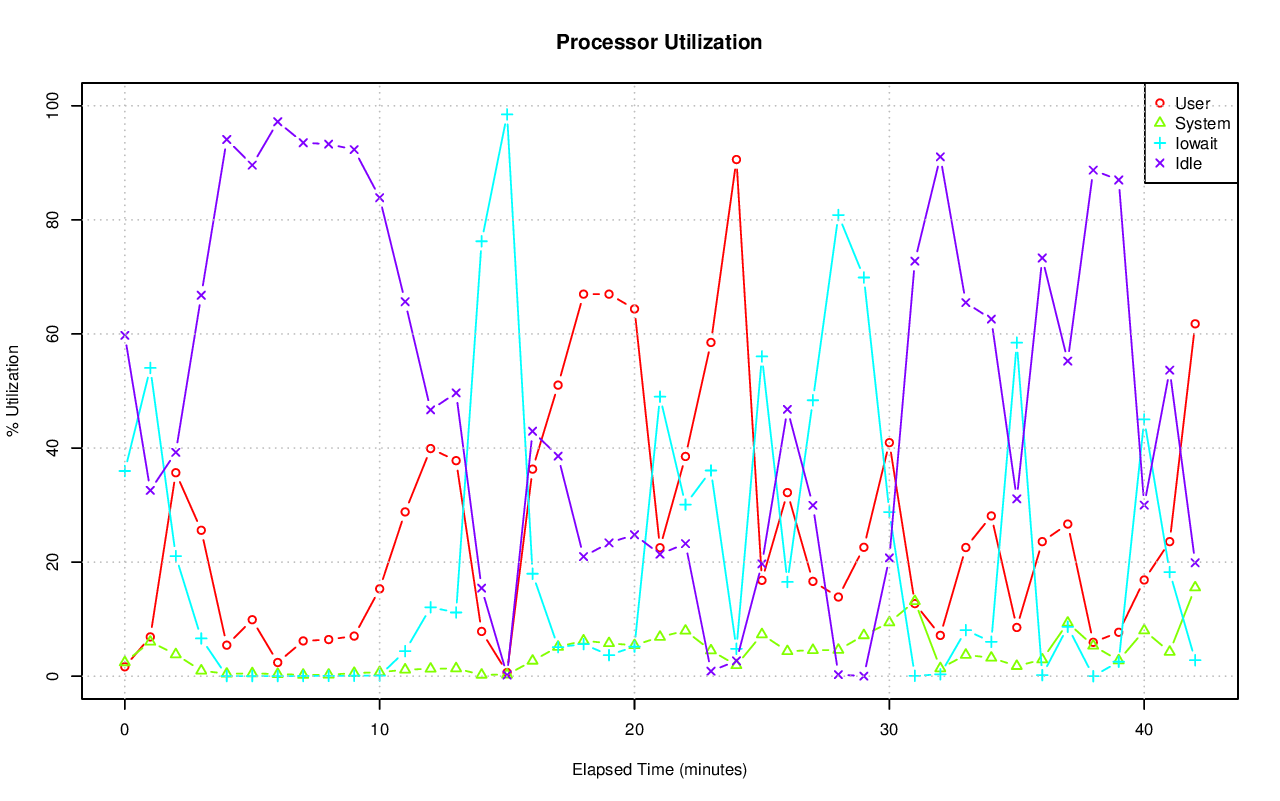 Processor Utilization
User
System
Iowait
Idle
% Utilization
100
80
60
40
20
0
0 10 20 30 40
Elapsed Time (minutes)